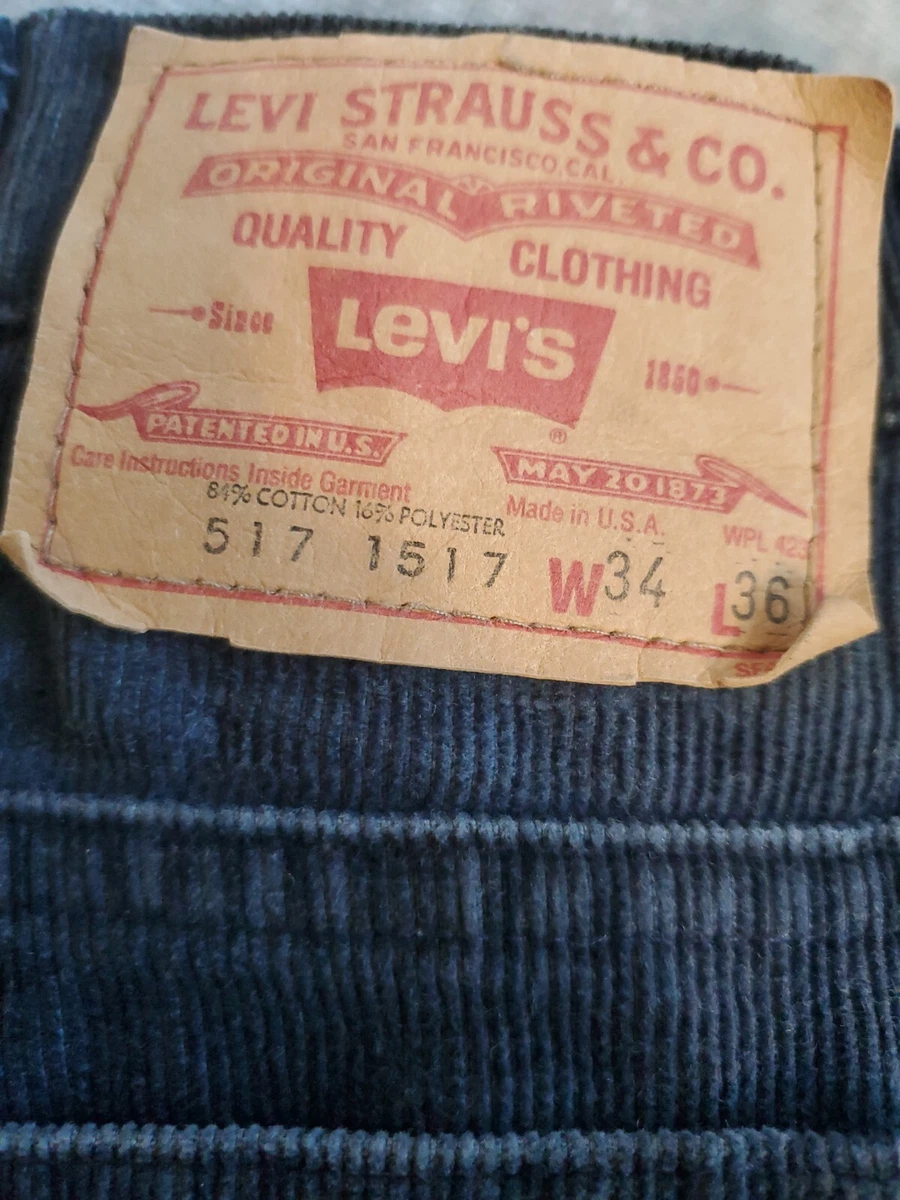 LEVI STRAUSS & CO.
SAN FRANCISCO, CAL.
ORIGINAL RIVETED
QUALITY CLOTHING
Since LEVI'S 1850
®
PATENTED IN U.S. MAY 20 1873
Care Instructions Inside Garment Made in U.S.A. WPL 423
84% COTTON 16% POLYESTER
517 1517 W34 L36